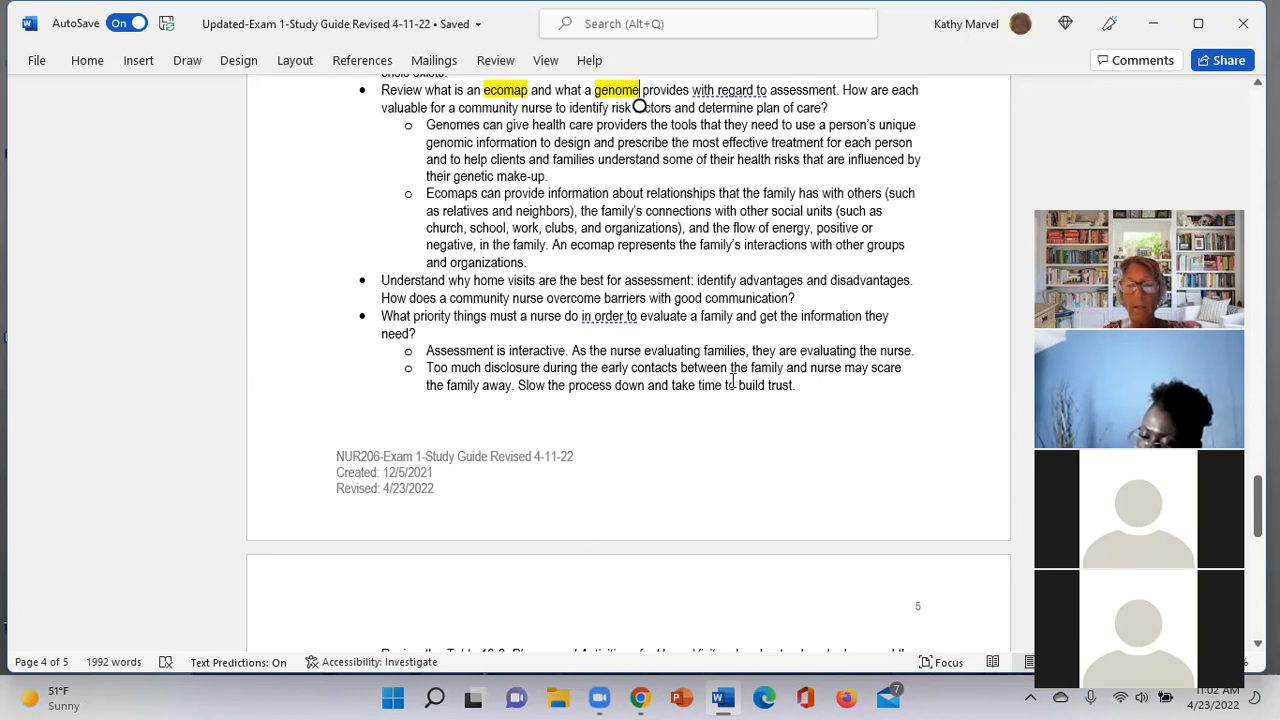 AutoSave On Updated-Exam 1-Study Guide Revised 4-11-22 • Saved Search (Alt+Q) Kathy Marvel
File Home Insert Draw Design Layout References Mailings Review View Help Comments Share
crisis exists.
• Review what is an ecomap and what a genome provides with regard to assessment. How are each
valuable for a community nurse to identify risk ctors and determine plan of care?
o Genomes can give health care providers the tools that they need to use a person's unique
genomic information to design and prescribe the most effective treatment for each person
and to help clients and families understand some of their health risks that are influenced by
their genetic make-up.
o Ecomaps can provide information about relationships that the family has with others (such
as relatives and neighbors), the family's connections with other social units (such as
church, school, work, clubs, and organizations), and the flow of energy, positive or
negative, in the family. An ecomap represents the family's interactions with other groups
and organizations.
• Understand why home visits are the best for assessment: identify advantages and disadvantages.
How does a community nurse overcome barriers with good communication?
• What priority things must a nurse do in order to evaluate a family and get the information they
need?
o Assessment is interactive. As the nurse evaluating families, they are evaluating the nurse.
o Too much disclosure during the early contacts between the family and nurse may scare
the family away. Slow the process down and take time to build trust.
NUR206-Exam 1-Study Guide Revised 4-11-22
Created: 12/5/2021
Revised: 4/23/2022
5
Page 4 of 5 1992 words Text Predictions: On Accessibility: Investigate Focus
51°F
Sunny
7
11:02 AM
4/23/2022